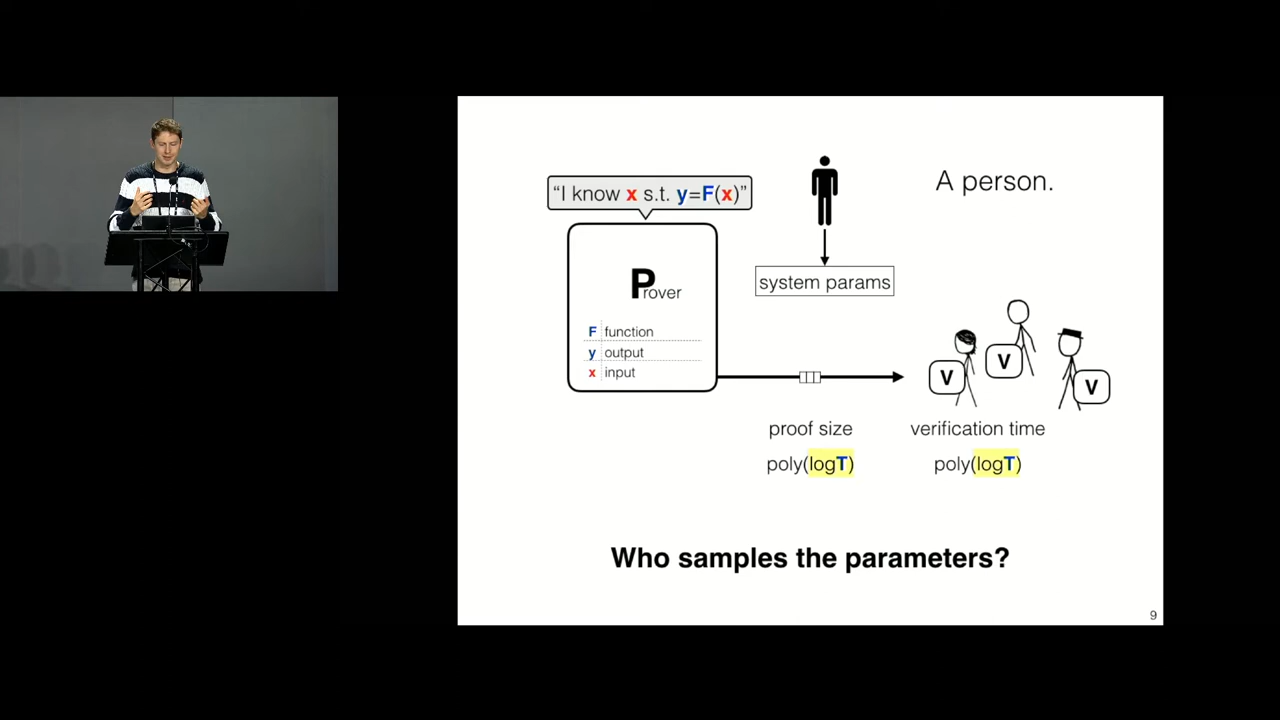 A person.
“I know x s.t. y=F(x)”
Prover
system params
F function
y output
x input
V
V
V
proof size
verification time
poly(logT)
poly(logT)
Who samples the parameters?
9